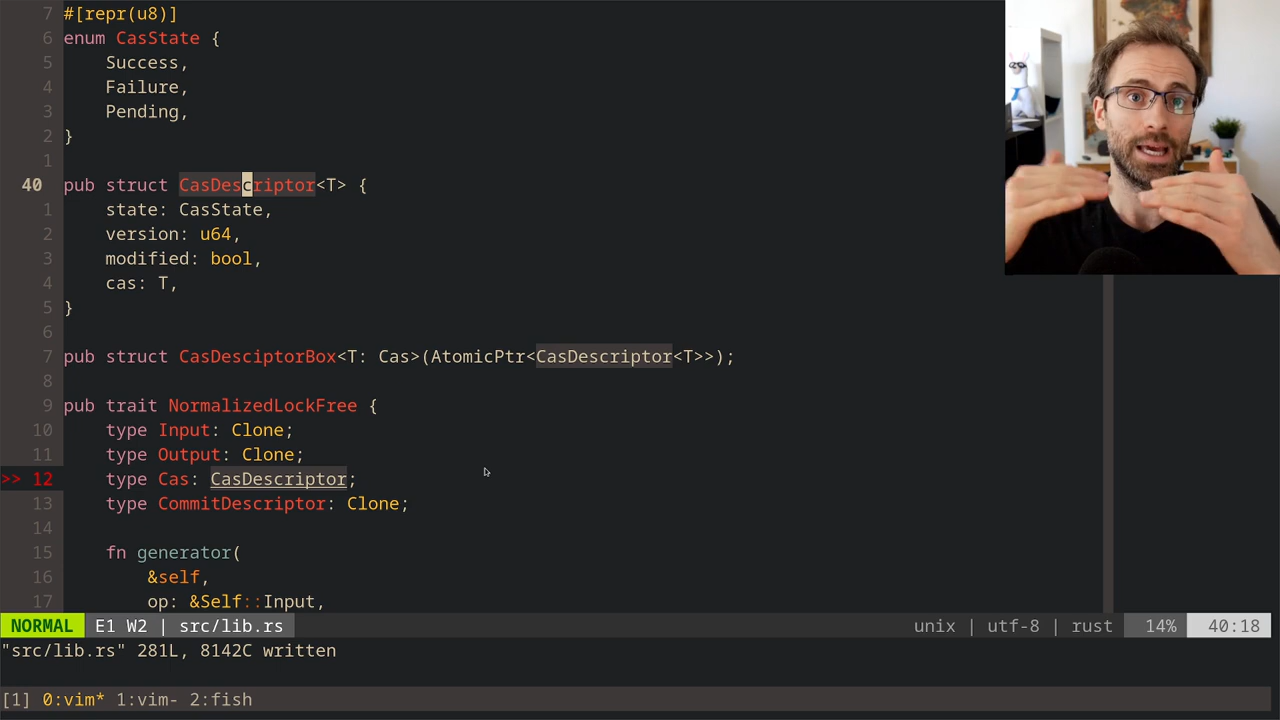 7 #[repr(u8)]
6 enum CasState {
5     Success,
4     Failure,
3     Pending,
2 }
1
40 pub struct CasDescriptor<T> {
1     state: CasState,
2     version: u64,
3     modified: bool,
4     cas: T,
5 }
6
7 pub struct CasDesciptorBox<T: Cas>(AtomicPtr<CasDescriptor<T>>);
8
9 pub trait NormalizedLockFree {
10     type Input: Clone;
11     type Output: Clone;
>> 12     type Cas: CasDescriptor;
13     type CommitDescriptor: Clone;
14
15     fn generator(
16         &self,
17         op: &Self::Input,
NORMAL E1 W2 | src/lib.rs unix | utf-8 | rust 14% 40:18
"src/lib.rs" 281L, 8142C written
[1] 0:vim* 1:vim- 2:fish